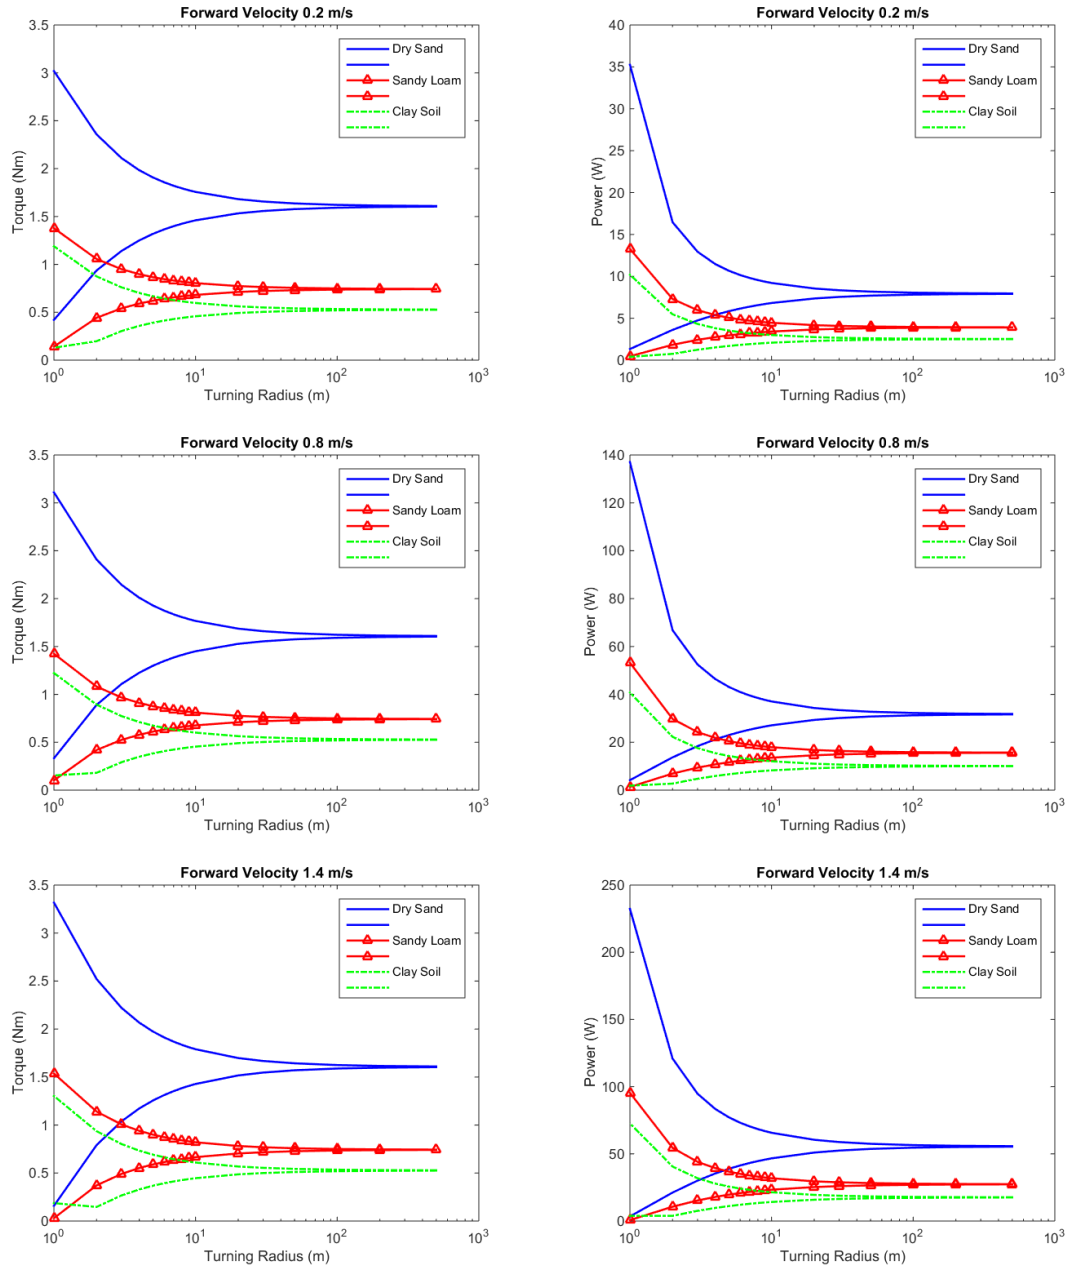 Forward Velocity 0.2 m/s
3.5
3
2.5
2
1.5
1
0.5
0
Torque (Nm)
10^0
10^1
10^2
10^3
Turning Radius (m)
Dry Sand
Sandy Loam
Clay Soil
Forward Velocity 0.2 m/s
40
35
30
25
20
15
10
5
0
Power (W)
10^0
10^1
10^2
10^3
Turning Radius (m)
Dry Sand
Sandy Loam
Clay Soil
Forward Velocity 0.8 m/s
3.5
3
2.5
2
1.5
1
0.5
0
Torque (Nm)
10^0
10^1
10^2
10^3
Turning Radius (m)
Dry Sand
Sandy Loam
Clay Soil
Forward Velocity 0.8 m/s
140
120
100
80
60
40
20
0
Power (W)
10^0
10^1
10^2
10^3
Turning Radius (m)
Dry Sand
Sandy Loam
Clay Soil
Forward Velocity 1.4 m/s
3.5
3
2.5
2
1.5
1
0.5
0
Torque (Nm)
10^0
10^1
10^2
10^3
Turning Radius (m)
Dry Sand
Sandy Loam
Clay Soil
Forward Velocity 1.4 m/s
250
200
150
100
50
0
Power (W)
10^0
10^1
10^2
10^3
Turning Radius (m)
Dry Sand
Sandy Loam
Clay Soil